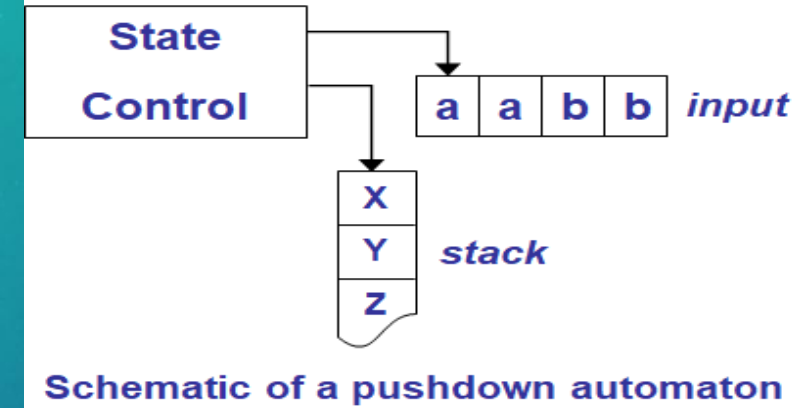 State
Control
a a b b input
X
Y stack
Z
Schematic of a pushdown automaton